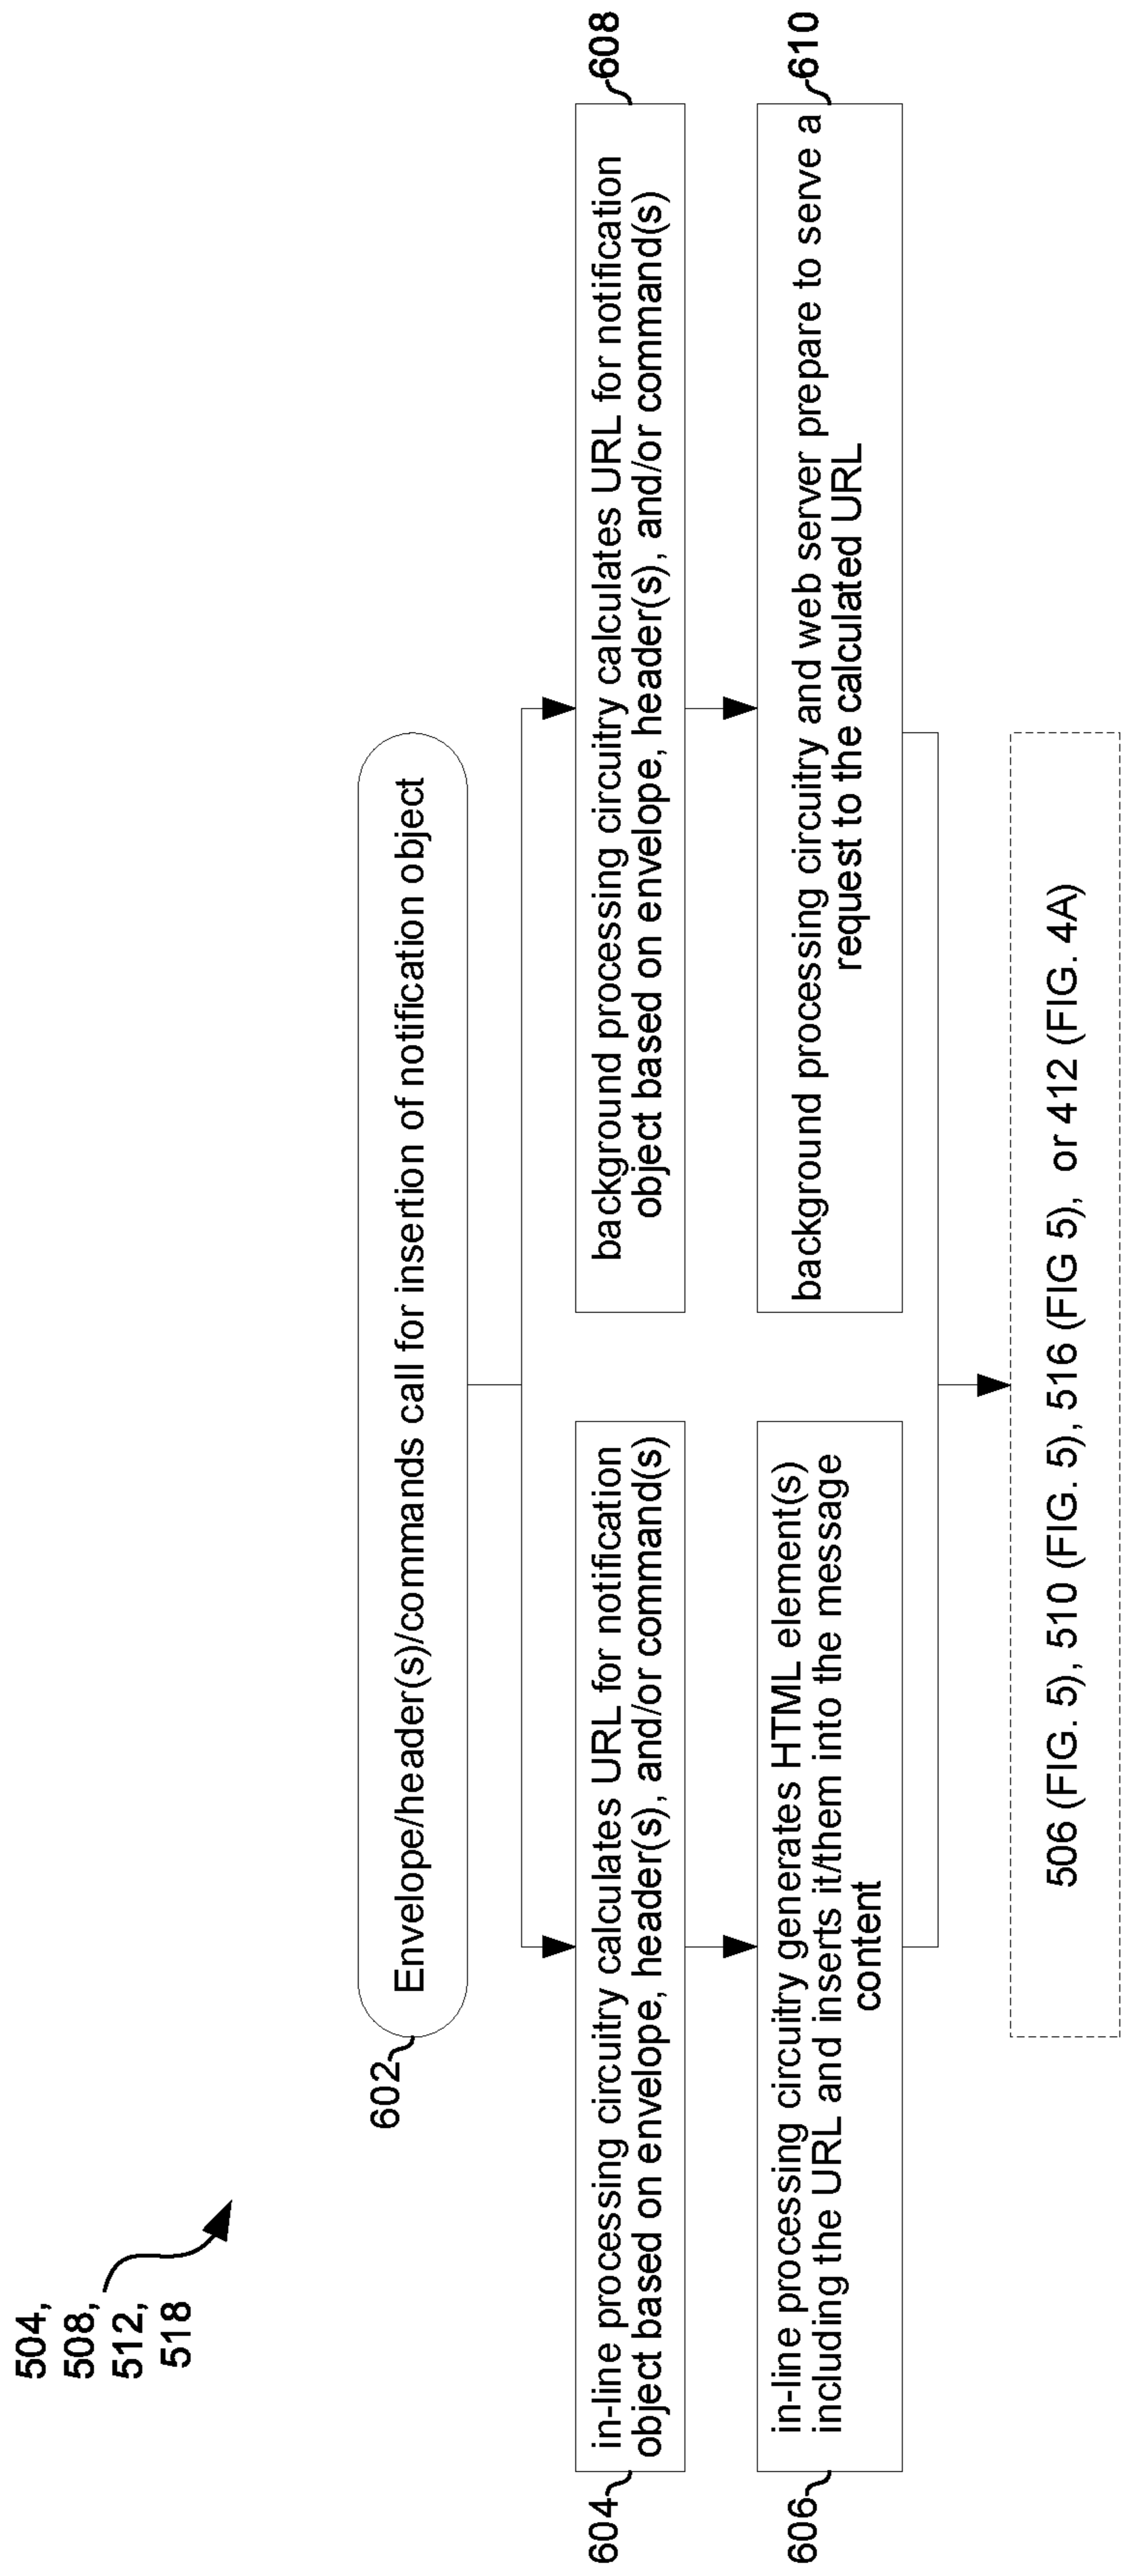 504,
508,
512,
518
602
Envelope/header(s)/commands call for insertion of notification object
604
in-line processing circuitry calculates URL for notification
object based on envelope, header(s), and/or command(s)
608
background processing circuitry calculates URL for notification
object based on envelope, header(s), and/or command(s)
606
in-line processing circuitry generates HTML element(s)
including the URL and inserts it/them into the message
content
610
background processing circuitry and web server prepare to serve a
request to the calculated URL
506 (FIG. 5), 510 (FIG. 5), 516 (FIG 5), or 412 (FIG. 4A)